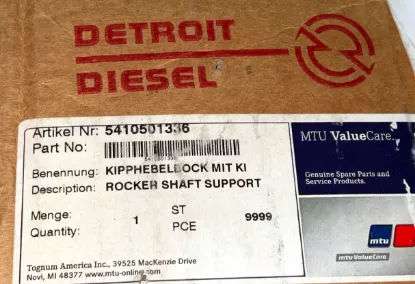 DETROIT
DIESEL
Artikel Nr: 5410501336
Part No:
5410501336
Benennung: KIPPHEBELLOCK MIT KI
Description: ROCKER SHAFT SUPPORT
Menge: 1 ST 9999
Quantity: PCE
Tognum America Inc., 39525 MacKenzie Drive
Novi, MI 48377 www.mtu-online.com
MTU ValueCare.
Genuine Spare Parts and
Service Products.
mtu
mtu ValueCare